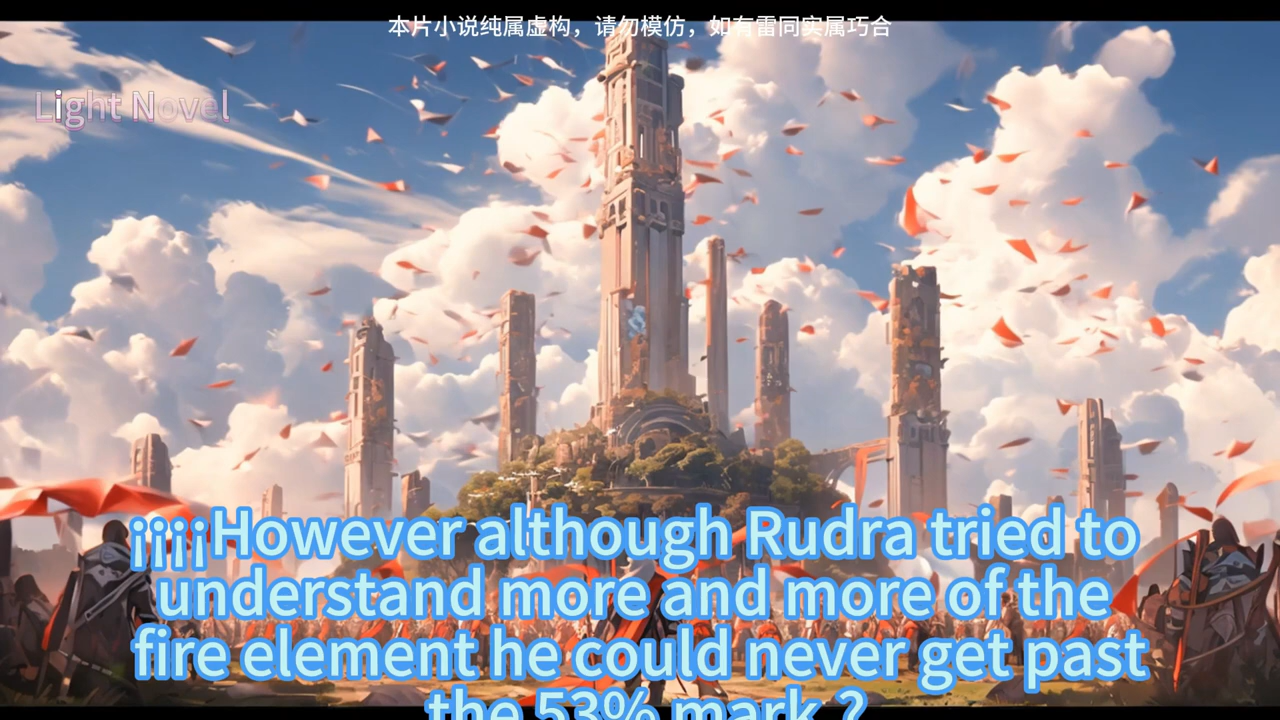 本片小说纯属虚构，请勿模仿，如有雷同实属巧合
Light Novel
¡¡¡¡However although Rudra tried to
understand more and more of the
fire element he could never get past
the 53% mark ?